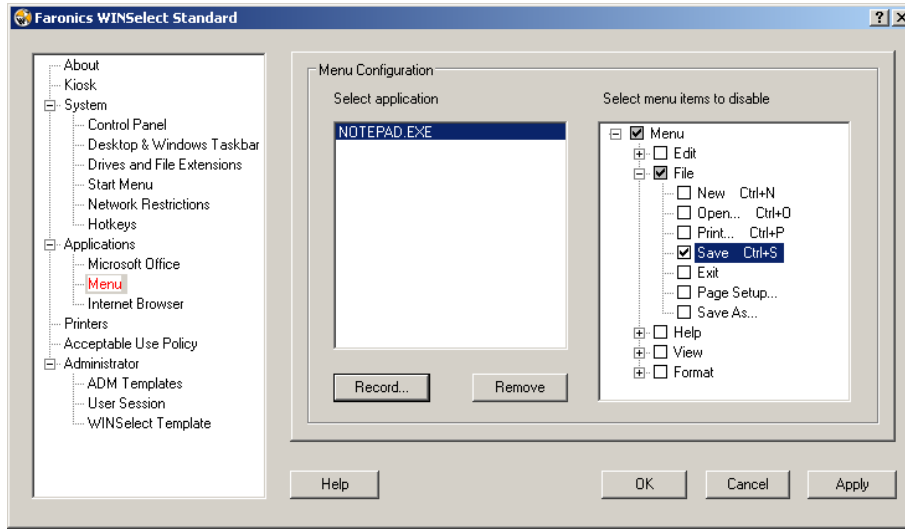 Faronics WINSelect Standard
About
Kiosk
System
Control Panel
Desktop & Windows Taskbar
Drives and File Extensions
Start Menu
Network Restrictions
Hotkeys
Applications
Microsoft Office
Menu
Internet Browser
Printers
Acceptable Use Policy
Administrator
ADM Templates
User Session
WINSelect Template
Menu Configuration
Select application
NOTEPAD.EXE
Record...
Remove
Select menu items to disable
Menu
Edit
File
New Ctrl+N
Open... Ctrl+O
Print... Ctrl+P
Save Ctrl+S
Exit
Page Setup...
Save As...
Help
View
Format
Help
OK
Cancel
Apply